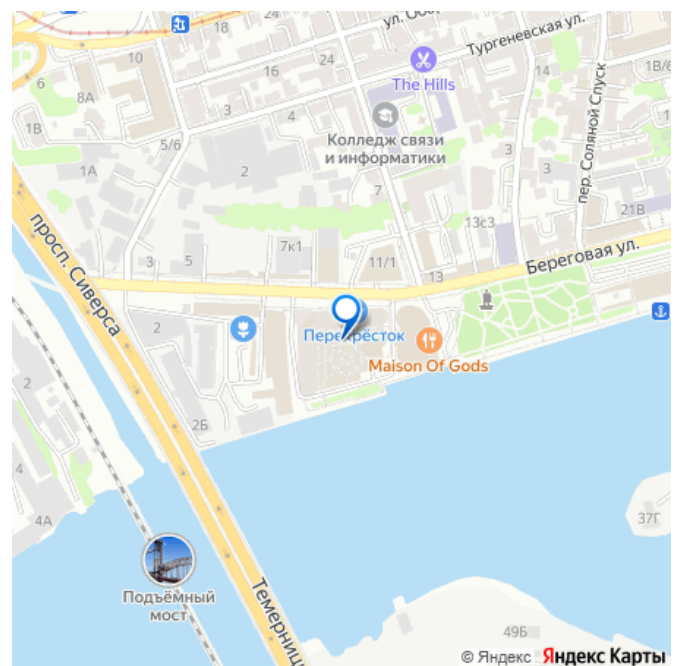 18
ул.
24
Тургеневская ул.
10
16
24
The Hills
14
1В/6
6
8А
3
4
1В
5/6
Колледж связи
и информатики
3
пер. Соляной Спуск
1А
2
7
3
21В
13с3
просп. Сиверса
7к1
3
5
11/1
13
Береговая ул.
2
Перекрёсток
Maison Of Gods
2
2Б
4
4А
37Г
Подъёмный
мост
49Б
© Яндекс Яндекс Карты